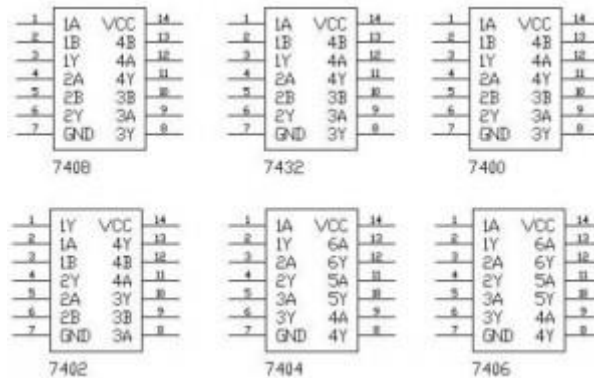 1 1A VCC 14
2 1B 4B 13
3 1Y 4A 12
4 2A 4Y 11
5 2B 3B 10
6 2Y 3A 9
7 GND 3Y 8
7408
1 1A VCC 14
2 1B 4B 13
3 1Y 4A 12
4 2A 4Y 11
5 2B 3B 10
6 2Y 3A 9
7 GND 3Y 8
7432
1 1A VCC 14
2 1B 4B 13
3 1Y 4A 12
4 2A 4Y 11
5 2B 3B 10
6 2Y 3A 9
7 GND 3Y 8
7400
1 1Y VCC 14
2 1A 4Y 13
3 1B 4B 12
4 2Y 4A 11
5 2A 3Y 10
6 2B 3B 9
7 GND 3A 8
7402
1 1A VCC 14
2 1Y 6A 13
3 2A 6Y 12
4 2Y 5A 11
5 3A 5Y 10
6 3Y 4A 9
7 GND 4Y 8
7404
1 1A VCC 14
2 1Y 6A 13
3 2A 6Y 12
4 2Y 5A 11
5 3A 5Y 10
6 3Y 4A 9
7 GND 4Y 8
7406